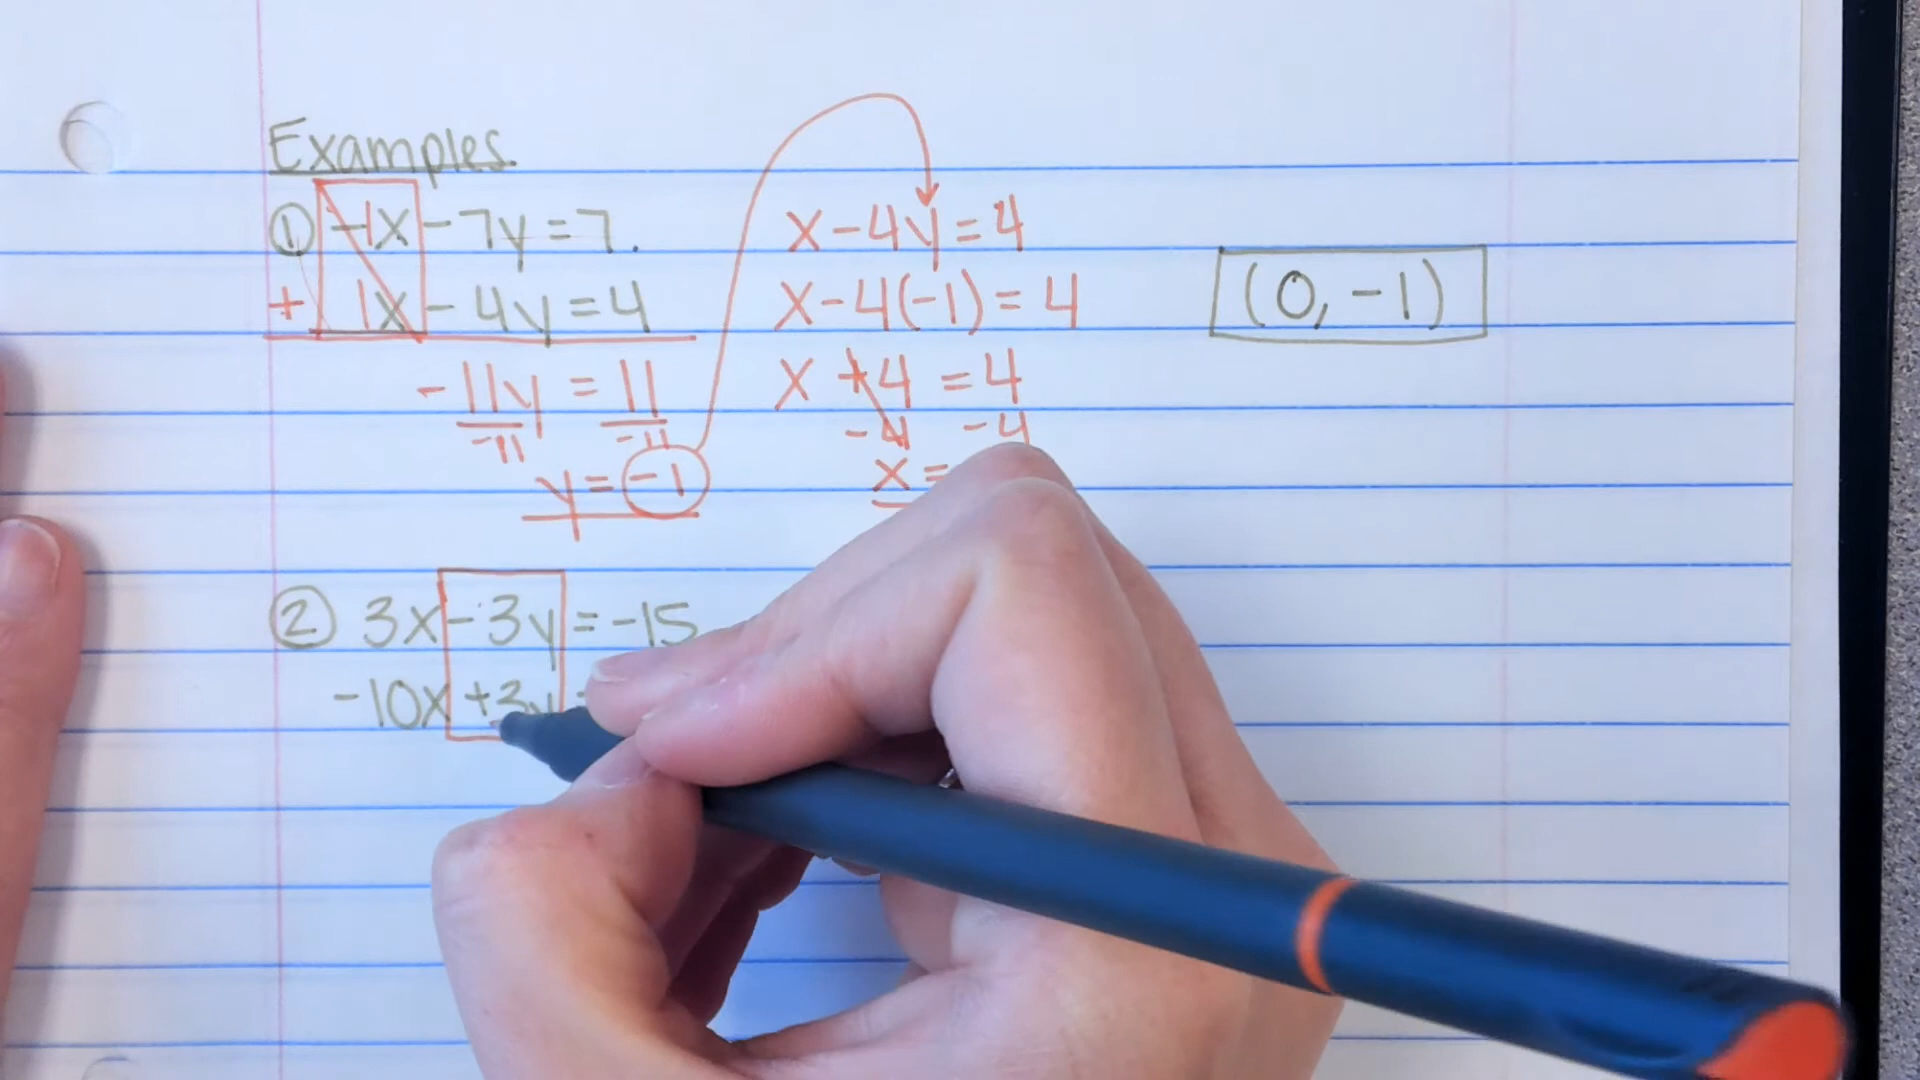 Examples
① -1x - 7y = 7.
+ 1x - 4y = 4
-11y = 11
-11 -11
y = -1
x - 4y = 4
x - 4(-1) = 4
x + 4 = 4
-4 -4
x =
(0, -1)
② 3x - 3y = -15
-10x + 3y =